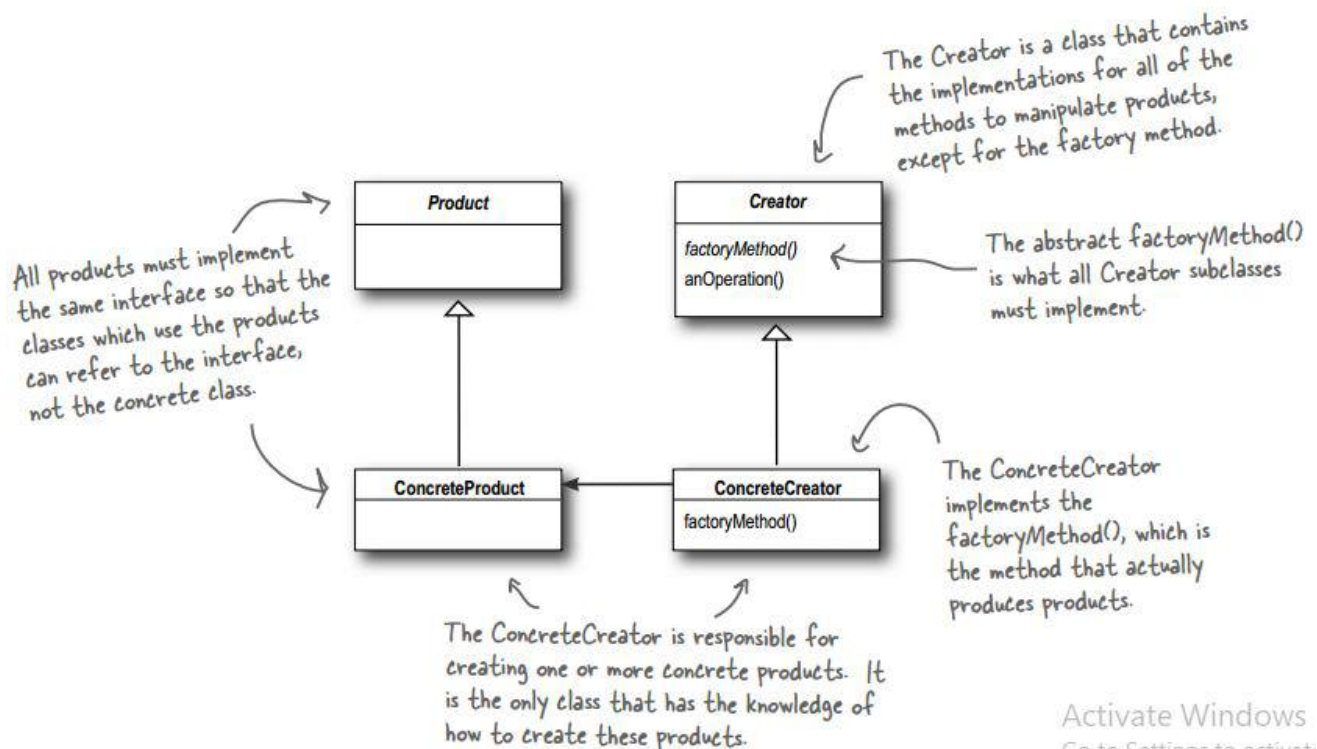 The Creator is a class that contains
the implementations for all of the
methods to manipulate products,
except for the factory method.
Product
Creator
factoryMethod()
anOperation()
The abstract factoryMethod()
is what all Creator subclasses
must implement.
All products must implement
the same interface so that the
classes which use the products
can refer to the interface,
not the concrete class.
ConcreteProduct
ConcreteCreator
factoryMethod()
The ConcreteCreator
implements the
factoryMethod(), which is
the method that actually
produces products.
The ConcreteCreator is responsible for
creating one or more concrete products. It
is the only class that has the knowledge of
how to create these products.
Activate Windows
Go to Settings to